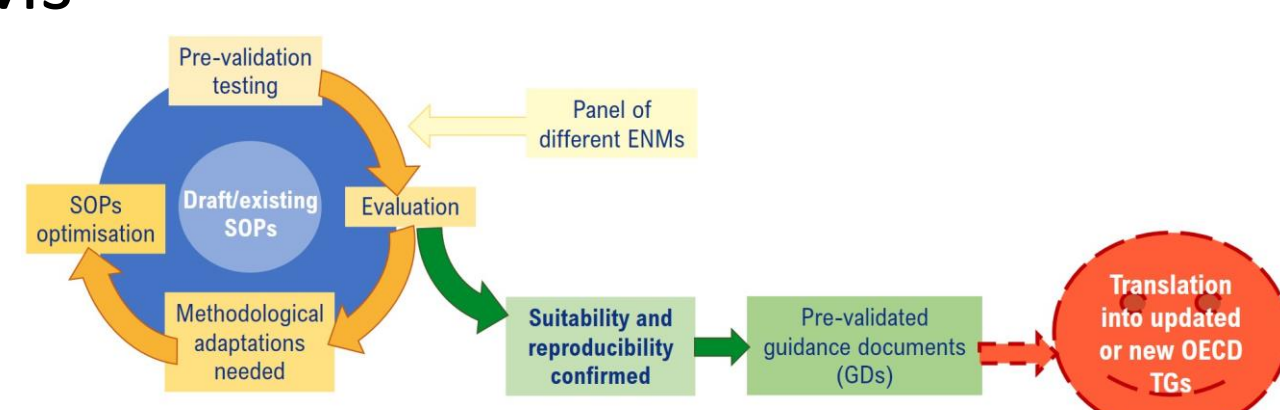 Pre-validation
testing
Panel of
different ENMs
Draft/existing
SOPs
SOPs
optimisation
Evaluation
Methodological
adaptations
needed
Suitability and
reproducibility
confirmed
Pre-validated
guidance documents
(GDs)
Translation
into updated
or new OECD
TGs